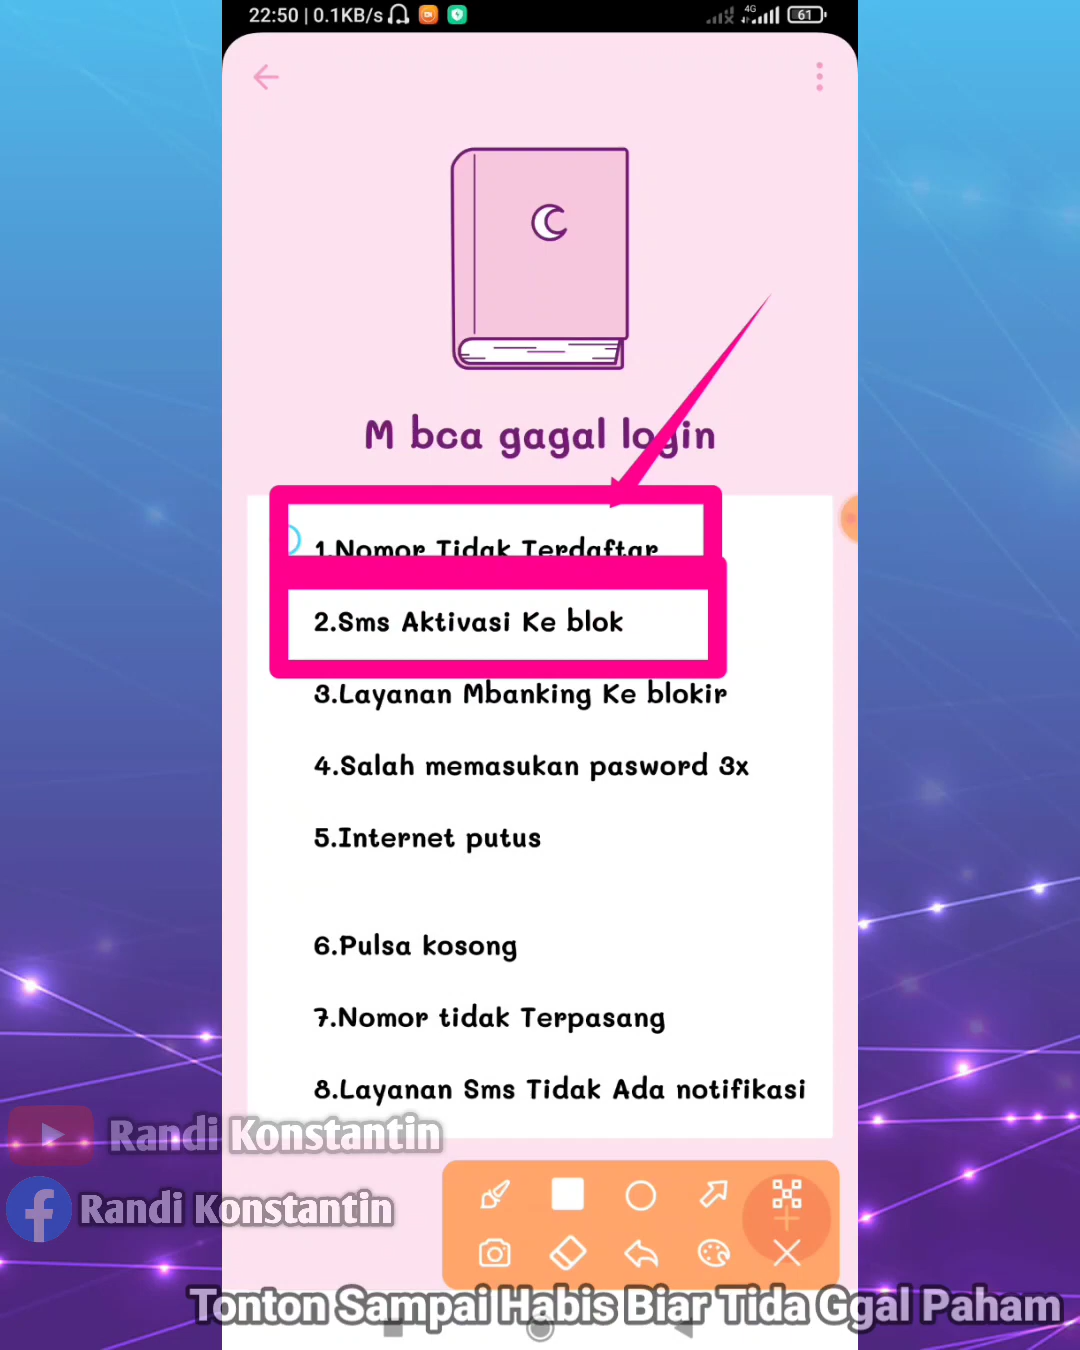 22:50 | 0.1KB/s
4G
61
M bca gagal login
1.Nomor Tidak Terdaftar
2.Sms Aktivasi Ke blok
3.Layanan Mbanking Ke blokir
4.Salah memasukan pasword 3x
5.Internet putus
6.Pulsa kosong
7.Nomor tidak Terpasang
8.Layanan Sms Tidak Ada notifikasi
Randi Konstantin
Randi Konstantin
Tonton Sampai Habis Biar Tida Ggal Paham